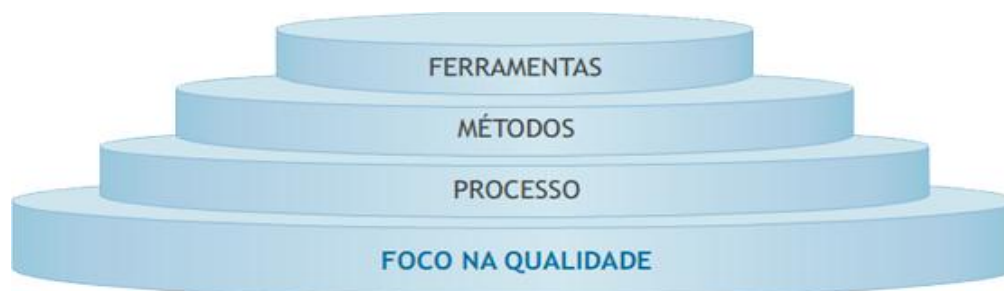 FERRAMENTAS
MÉTODOS
PROCESSO
FOCO NA QUALIDADE